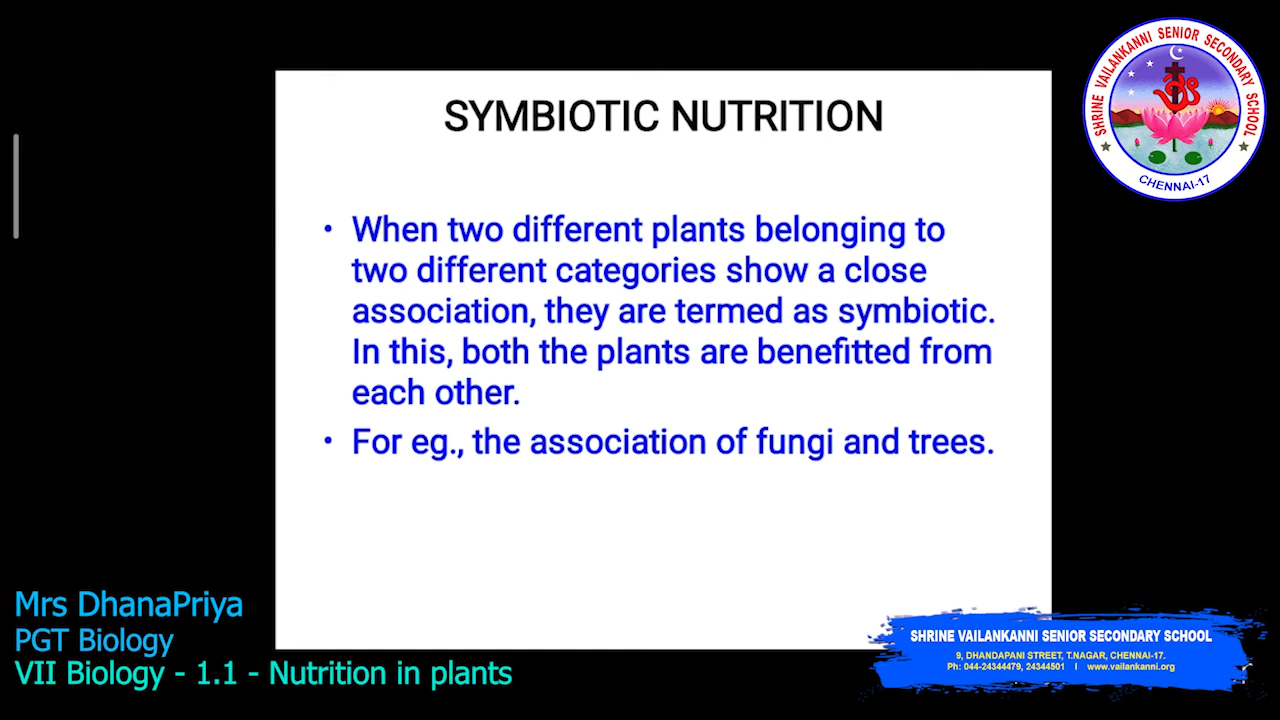 SHRINE VAILANKANNI SENIOR SECONDARY SCHOOL
CHENNAI-17
SYMBIOTIC NUTRITION
• When two different plants belonging to
two different categories show a close
association, they are termed as symbiotic.
In this, both the plants are benefitted from
each other.
• For eg., the association of fungi and trees.
Mrs DhanaPriya
PGT Biology
VII Biology - 1.1 - Nutrition in plants
SHRINE VAILANKANNI SENIOR SECONDARY SCHOOL
9, DHANDAPANI STREET, T.NAGAR, CHENNAI-17.
Ph: 044-24344479, 24344501 I www.vailankanni.org